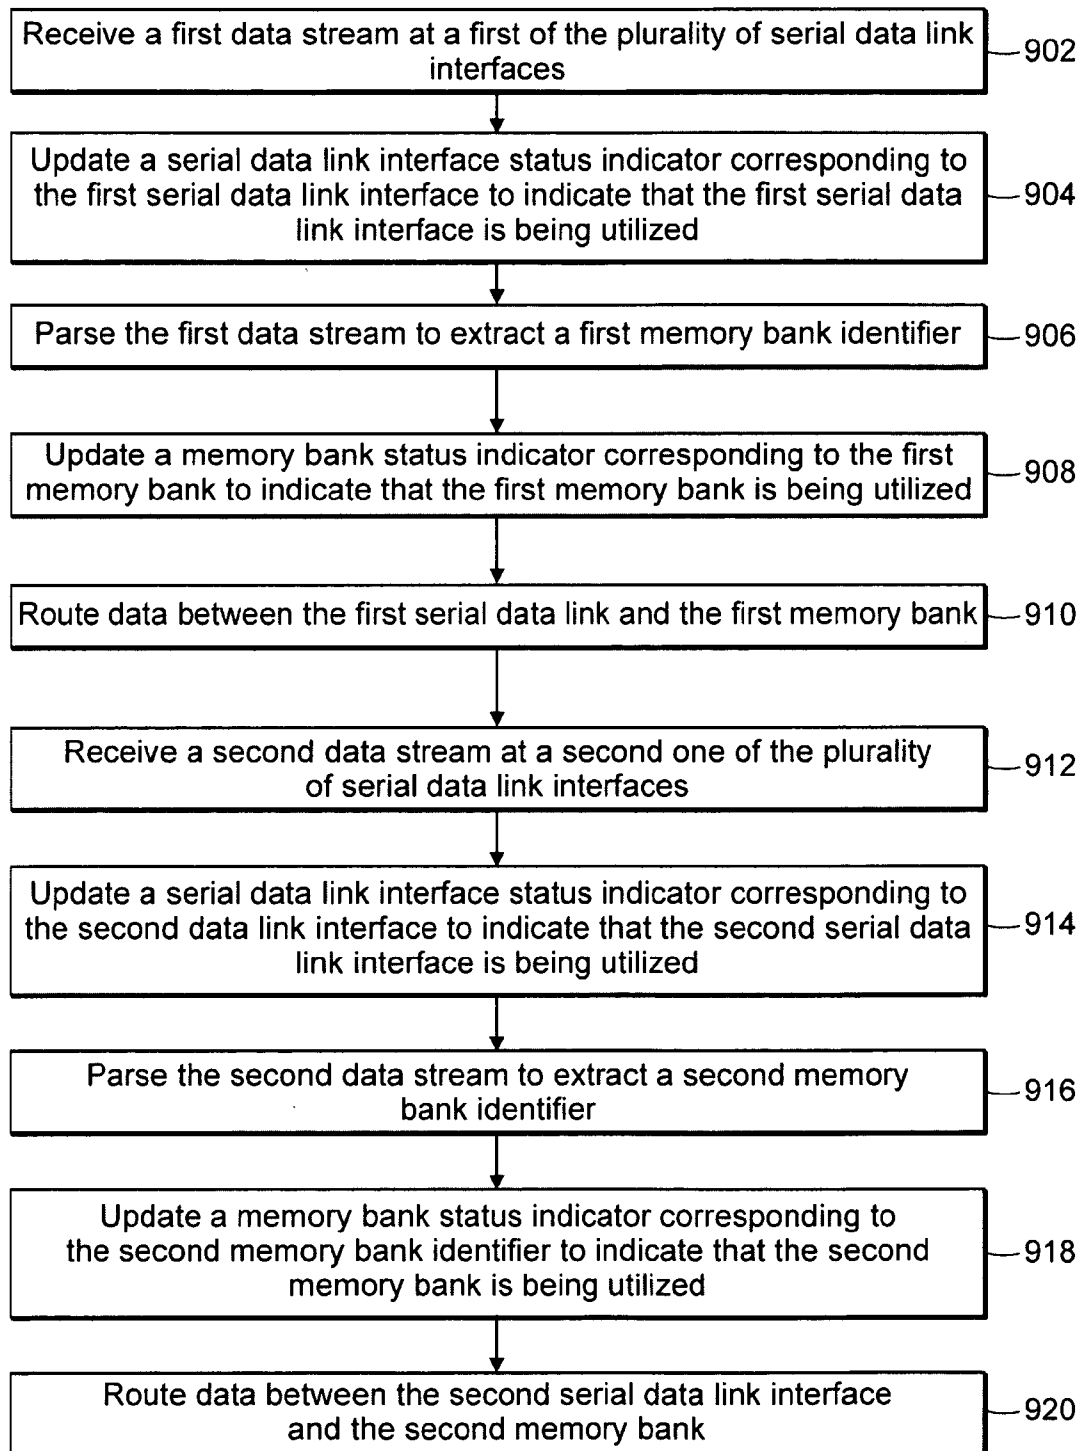 Receive a first data stream at a first of the plurality of serial data link
interfaces
902
Update a serial data link interface status indicator corresponding to
the first serial data link interface to indicate that the first serial data
link interface is being utilized
904
Parse the first data stream to extract a first memory bank identifier
906
Update a memory bank status indicator corresponding to the first
memory bank to indicate that the first memory bank is being utilized
908
Route data between the first serial data link and the first memory bank
910
Receive a second data stream at a second one of the plurality
of serial data link interfaces
912
Update a serial data link interface status indicator corresponding to
the second data link interface to indicate that the second serial data
link interface is being utilized
914
Parse the second data stream to extract a second memory
bank identifier
916
Update a memory bank status indicator corresponding to
the second memory bank identifier to indicate that the second
memory bank is being utilized
918
Route data between the second serial data link interface
and the second memory bank
920